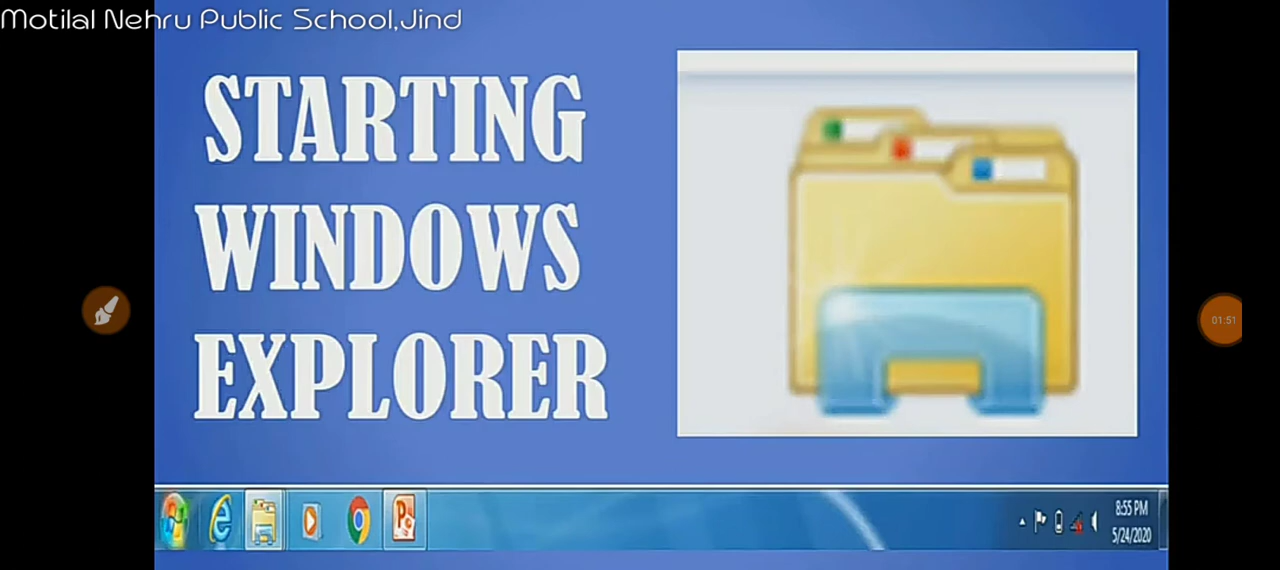 Motilal Nehru Public School,Jind
STARTING
WINDOWS
EXPLORER
01:51
8:55 PM
5/24/2020